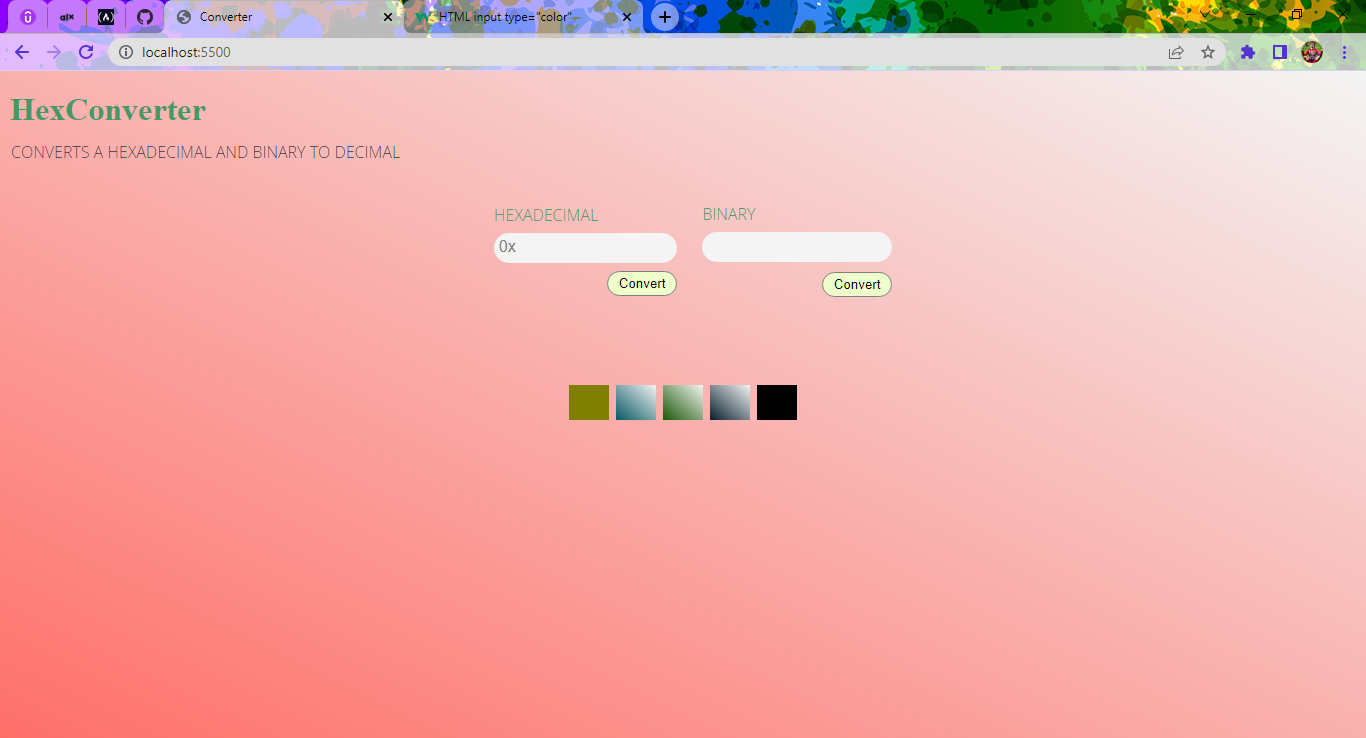 alx
Converter
HTML input type="color"
localhost:5500
HexConverter
CONVERTS A HEXADECIMAL AND BINARY TO DECIMAL
HEXADECIMAL
BINARY
0x
Convert
Convert